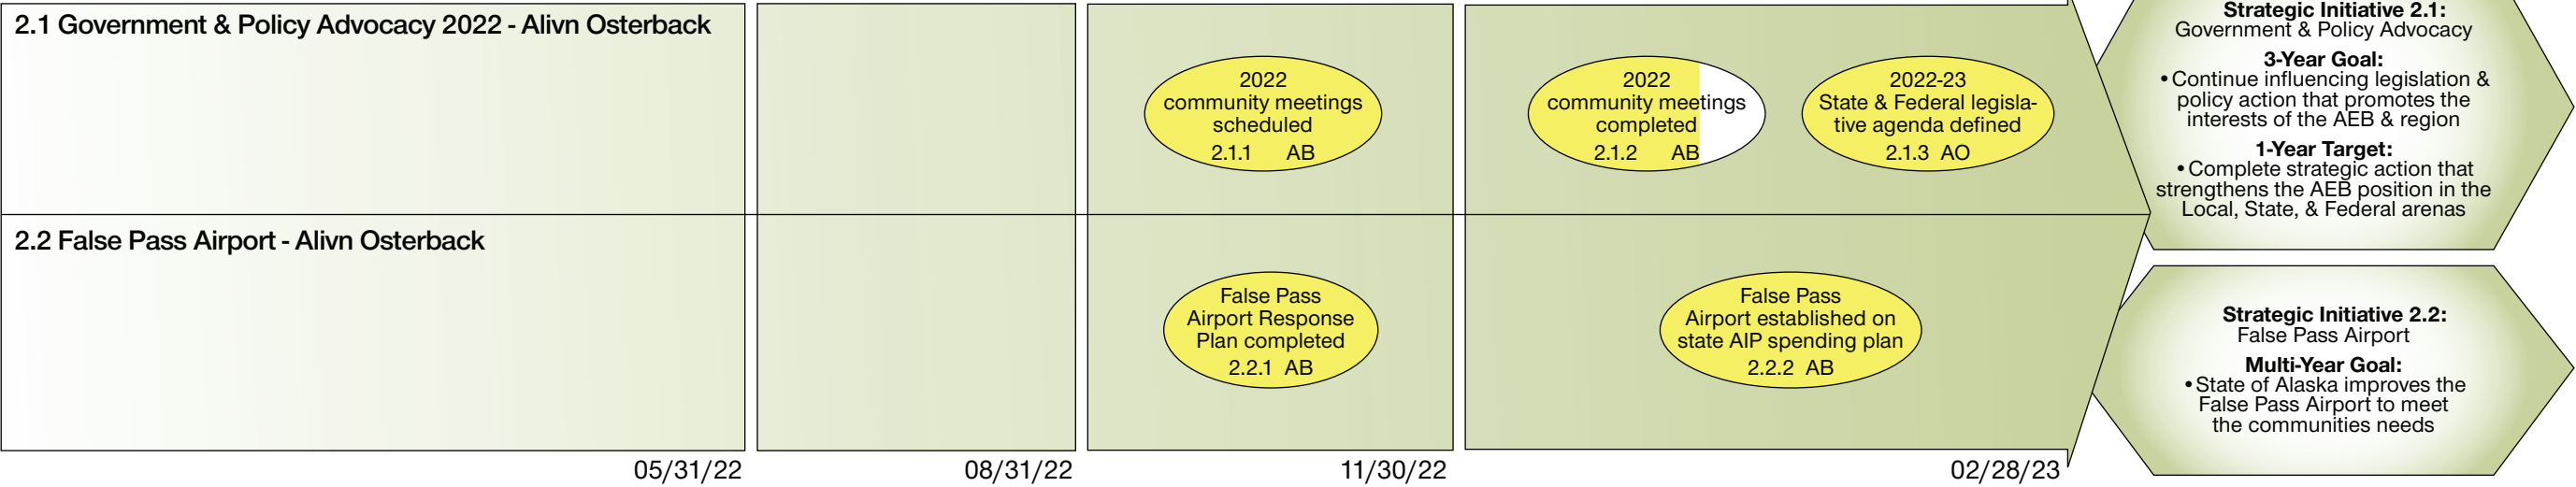 2.1 Government & Policy Advocacy 2022 - Alivn Osterback
2022
community meetings
scheduled
2.1.1 AB
2022
community meetings
completed
2.1.2 AB
2022-23
State & Federal legisla-
tive agenda defined
2.1.3 AO
Strategic Initiative 2.1:
Government & Policy Advocacy
3-Year Goal:
• Continue influencing legislation &
policy action that promotes the
interests of the AEB & region
1-Year Target:
• Complete strategic action that
strengthens the AEB position in the
Local, State, & Federal arenas
2.2 False Pass Airport - Alivn Osterback
False Pass
Airport Response
Plan completed
2.2.1 AB
False Pass
Airport established on
state AIP spending plan
2.2.2 AB
Strategic Initiative 2.2:
False Pass Airport
Multi-Year Goal:
• State of Alaska improves the
False Pass Airport to meet
the communities needs
05/31/22
08/31/22
11/30/22
02/28/23